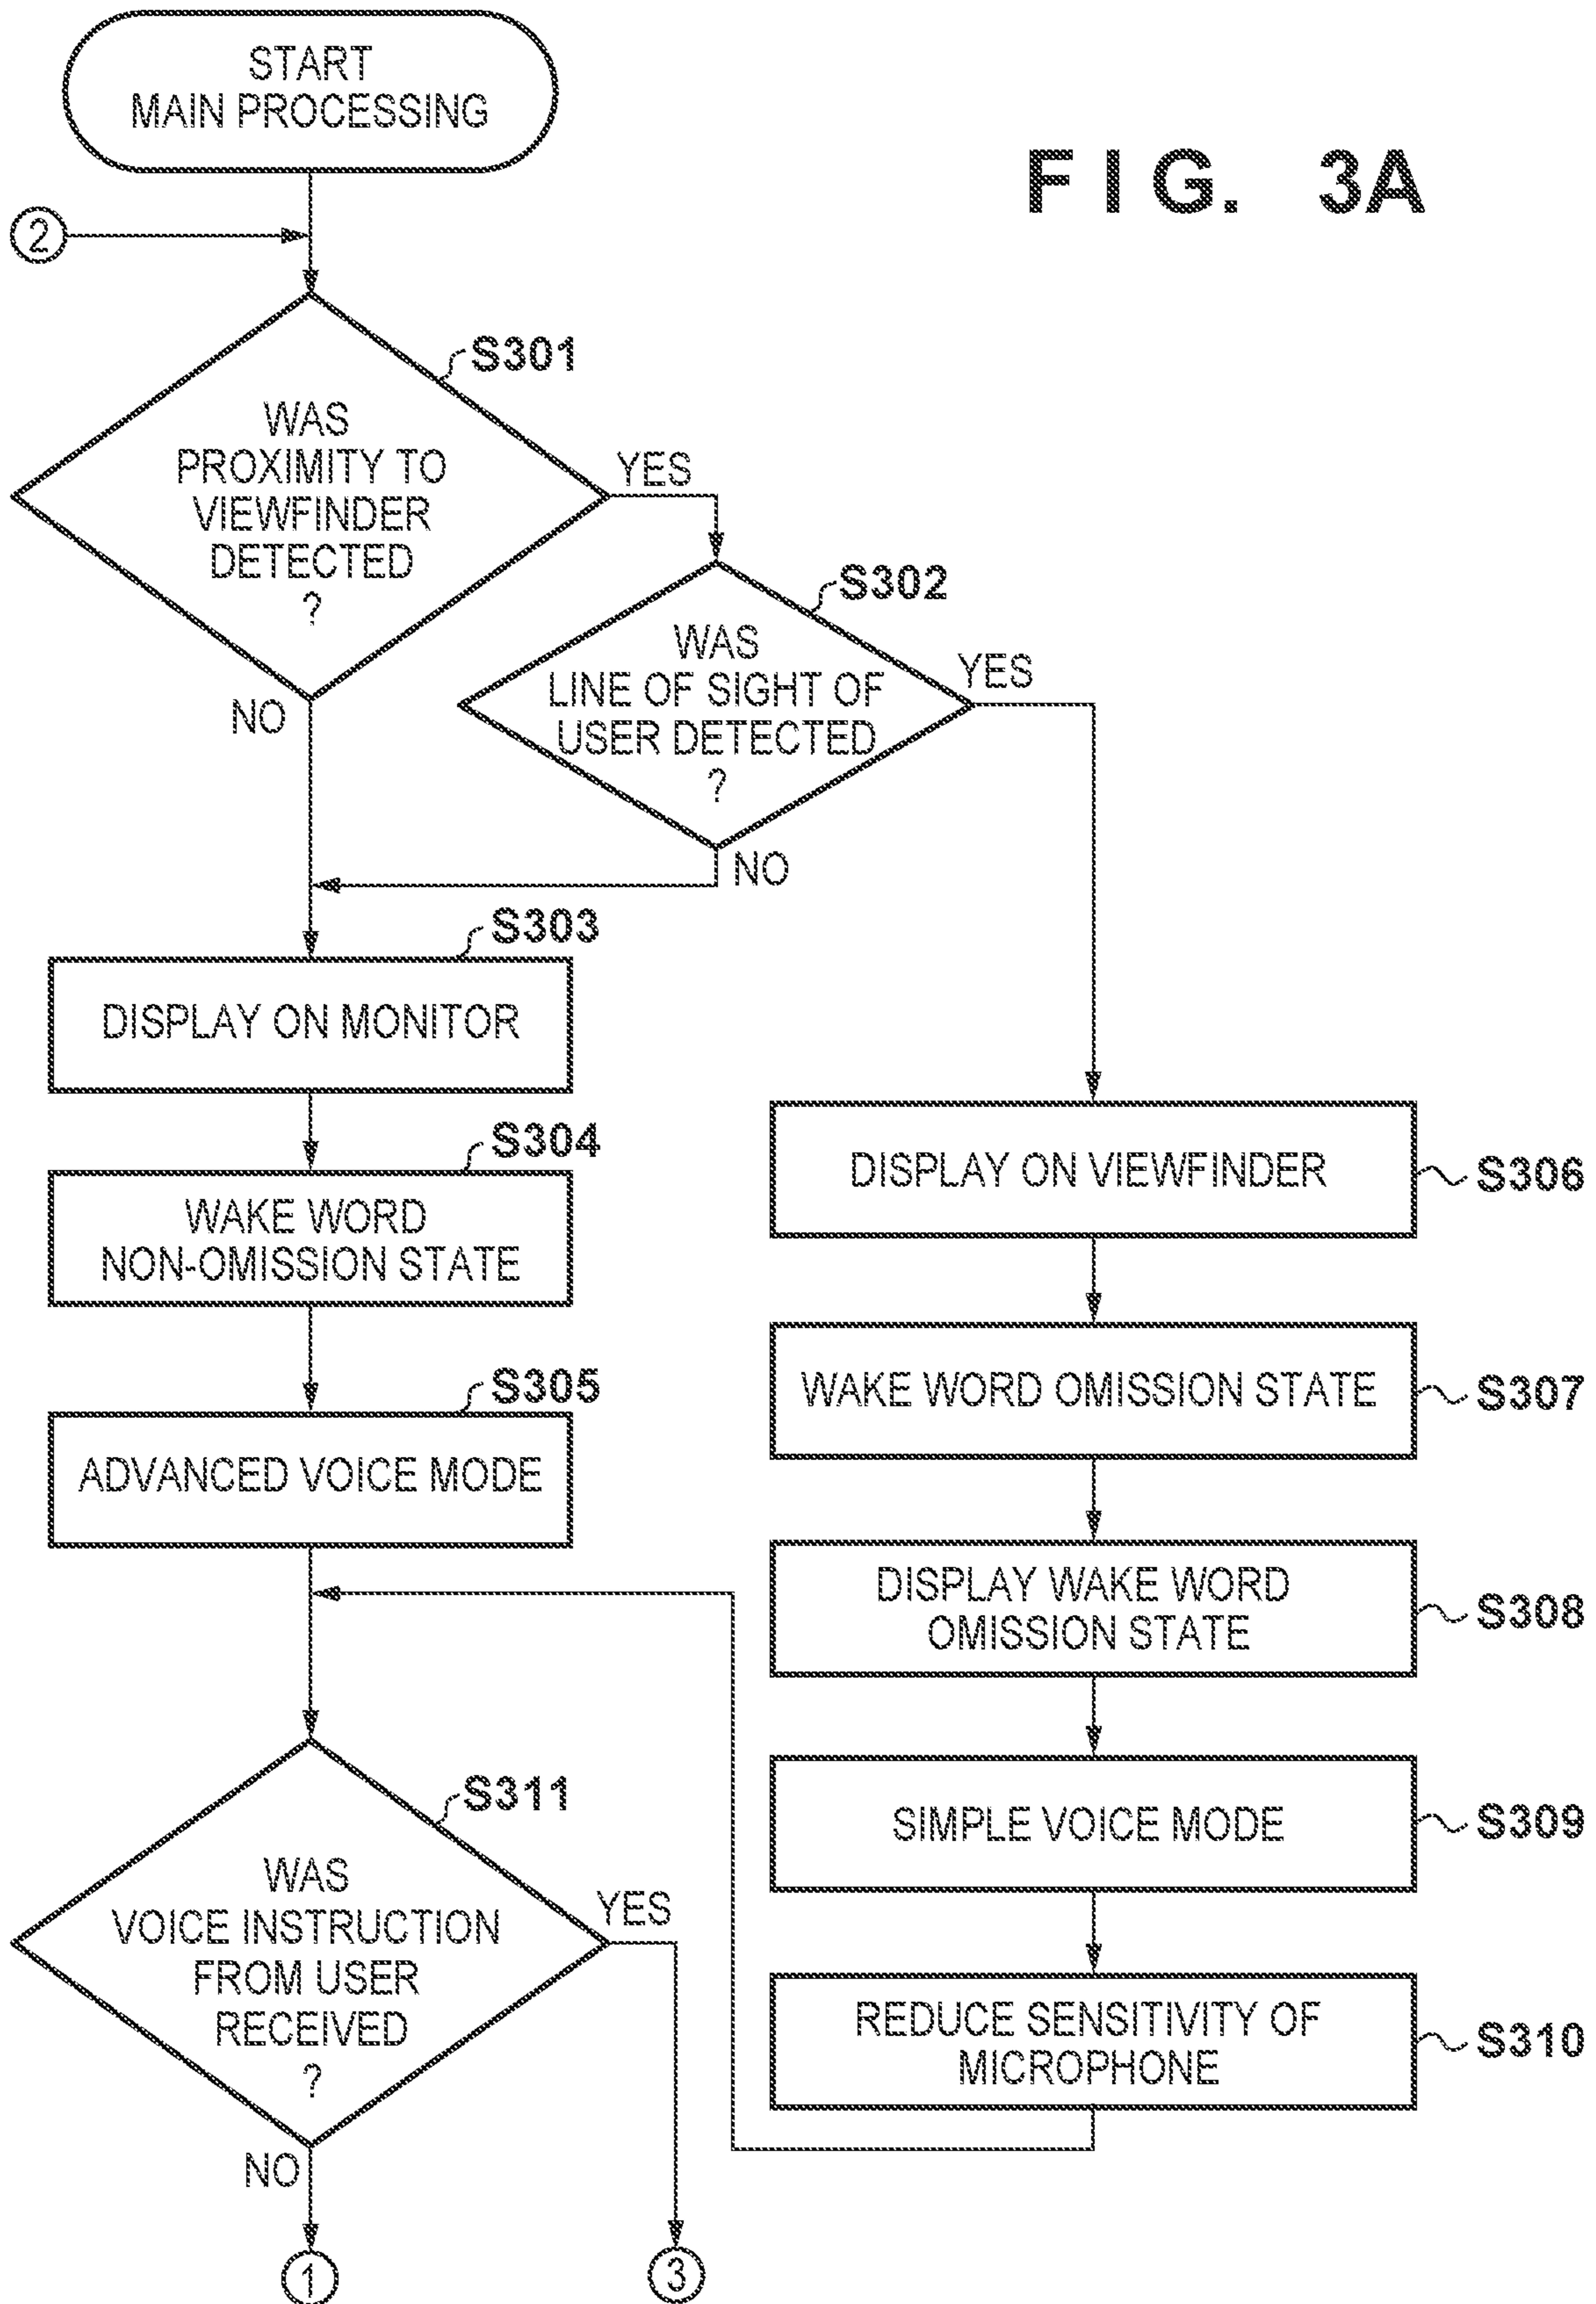 START
MAIN PROCESSING
FIG. 3A
2
S301
WAS
PROXIMITY TO
VIEWFINDER
DETECTED
?
YES
NO
S302
WAS
LINE OF SIGHT OF
USER DETECTED
?
YES
NO
S303
DISPLAY ON MONITOR
S304
WAKE WORD
NON-OMISSION STATE
S305
ADVANCED VOICE MODE
DISPLAY ON VIEWFINDER
S306
WAKE WORD OMISSION STATE
S307
DISPLAY WAKE WORD
OMISSION STATE
S308
SIMPLE VOICE MODE
S309
REDUCE SENSITIVITY OF
MICROPHONE
S310
S311
WAS
VOICE INSTRUCTION
FROM USER
RECEIVED
?
YES
NO
1
3